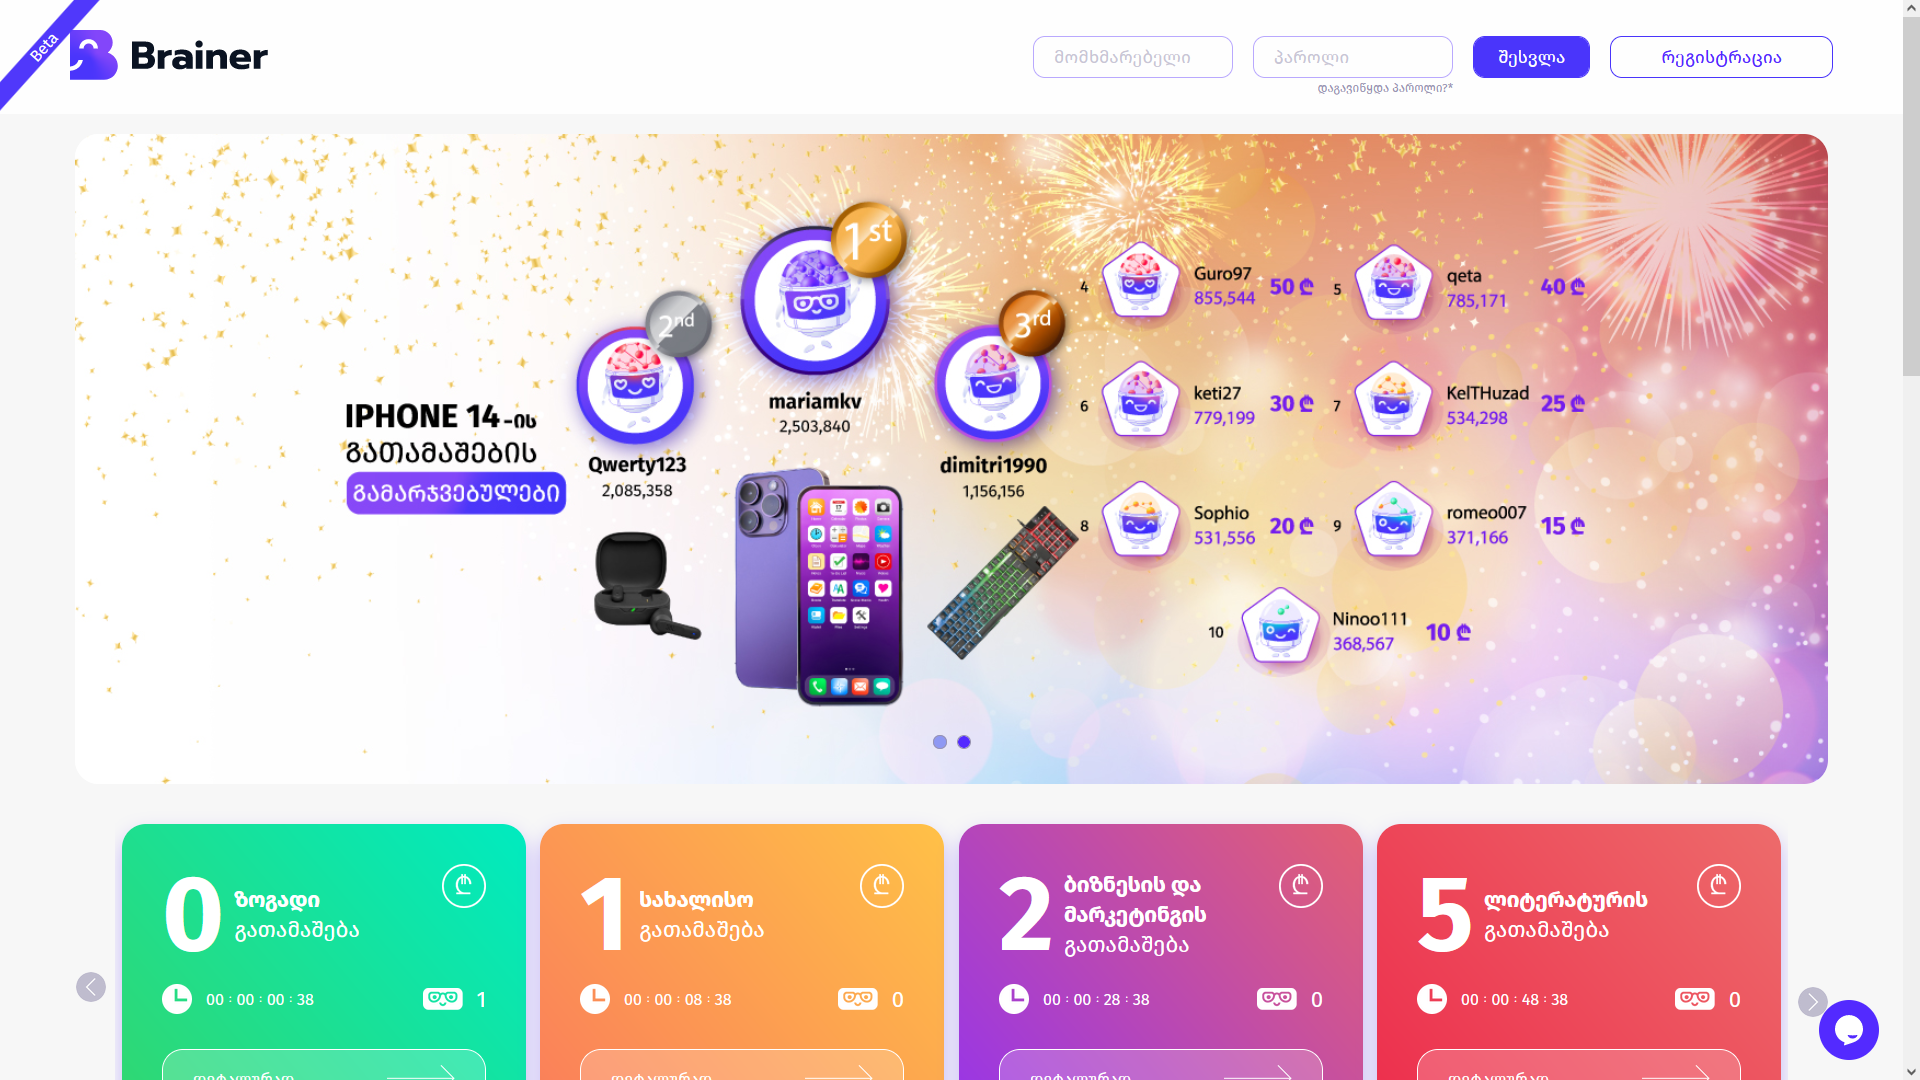 Beta
Brainer
მომხმარებელი
პაროლი
შესვლა
რეგისტრაცია
დაგავიწყდა პაროლი?*
IPHONE 14-ის
გათამაშების
გამარჯვებულები
1st
mariamkv
2,503,840
2nd
Qwerty123
2,085,358
3rd
dimitri1990
1,156,156
4 Guro97 855,544 50 ₾
5 qeta 785,171 40 ₾
6 keti27 779,199 30 ₾
7 KelTHuzad 534,298 25 ₾
8 Sophio 531,556 20 ₾
9 romeo007 371,166 15 ₾
10 Ninoo111 368,567 10 ₾
0 ზოგადი
გათამაშება
₾
00 : 00 : 00 : 38
1
დეტალურად
1 სახალისო
გათამაშება
₾
00 : 00 : 08 : 38
0
დეტალურად
2 ბიზნესის და
მარკეტინგის
გათამაშება
₾
00 : 00 : 28 : 38
0
დეტალურად
5 ლიტერატურის
გათამაშება
₾
00 : 00 : 48 : 38
0
დეტალურად